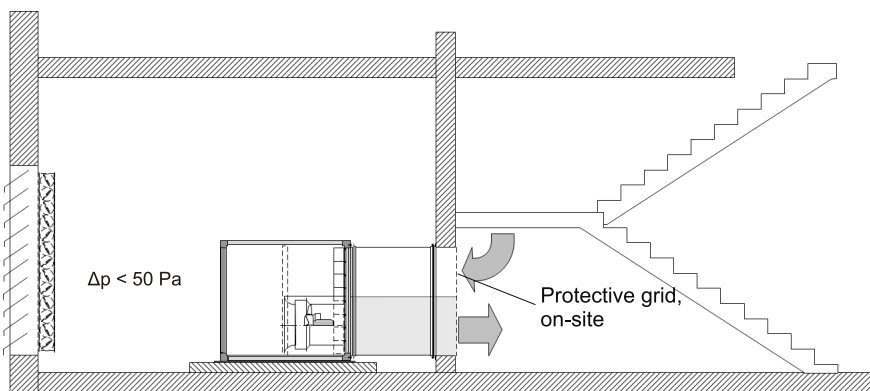 Δp < 50 Pa
Protective grid,
on-site